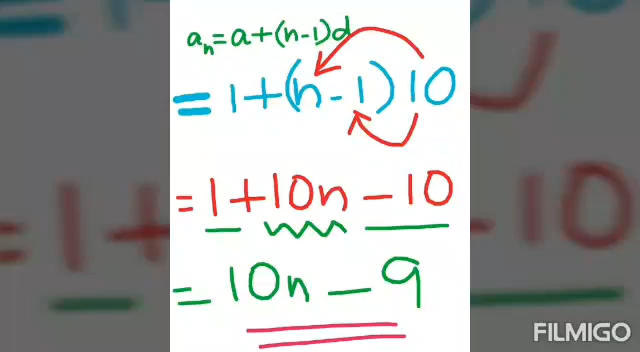 aₙ=a+(n-1)d
= 1+(n-1)10
= 1+10n-10
= 10n-9
FILMIGO